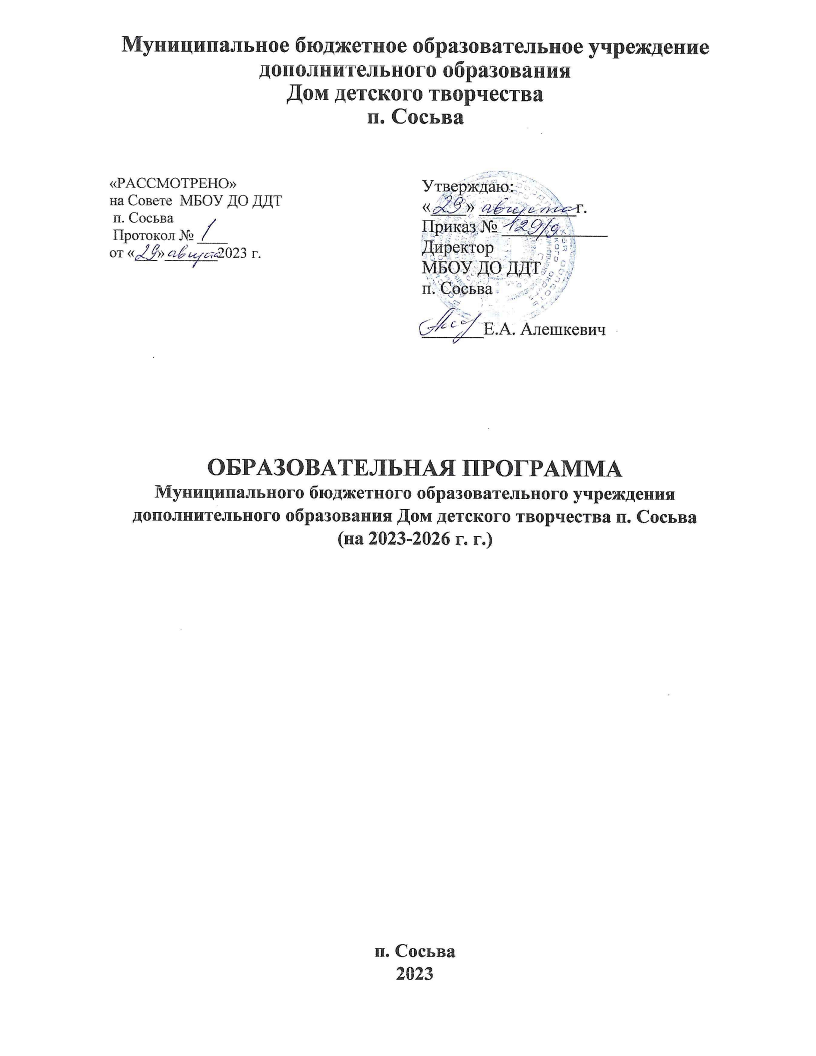 Муниципальное бюджетное образовательное учреждение
дополнительного образования
Дом детского творчества
п. Сосьва
«РАССМОТРЕНО»
на Совете МБОУ ДО ДДТ
п. Сосьва
Протокол № 1
от «29» августа 2023 г.
Утверждаю:
«29» августа г.
Приказ № 129/9
Директор
МБОУ ДО ДДТ
п. Сосьва
Е.А. Алешкевич
ОБРАЗОВАТЕЛЬНАЯ ПРОГРАММА
Муниципального бюджетного образовательного учреждения
дополнительного образования Дом детского творчества п. Сосьва
(на 2023-2026 г. г.)
п. Сосьва
2023